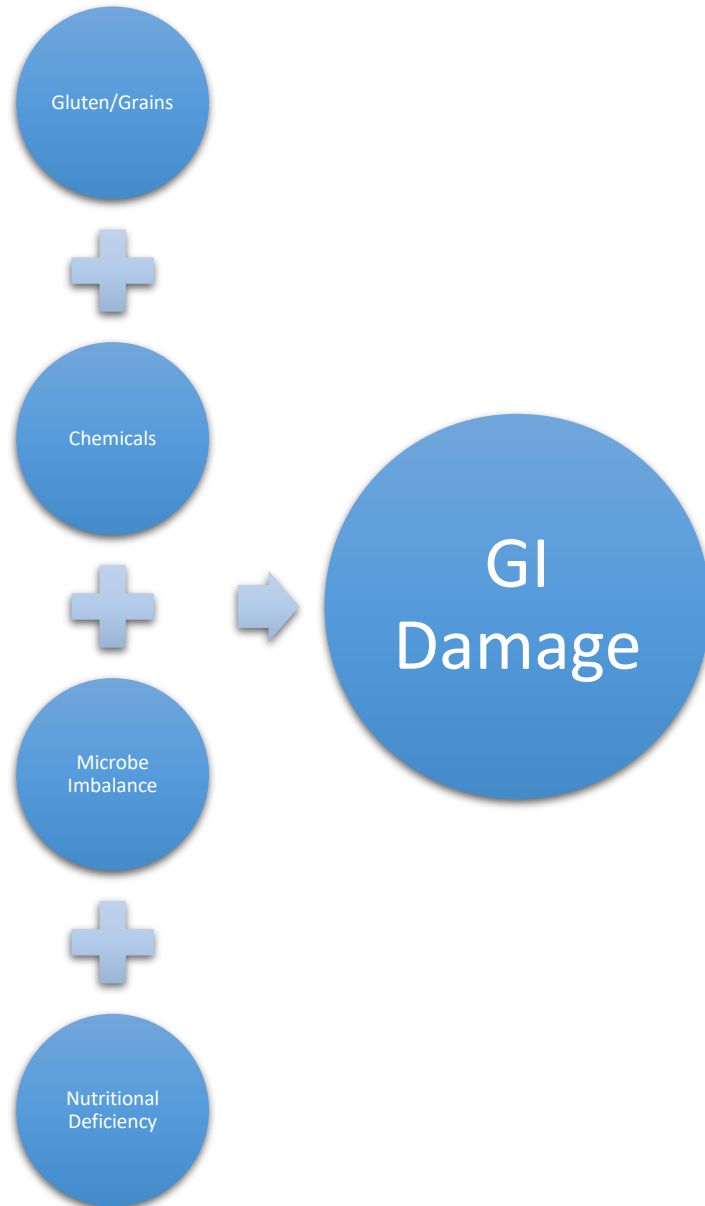 Gluten/Grains
Chemicals
Microbe
Imbalance
Nutritional
Deficiency
GI
Damage